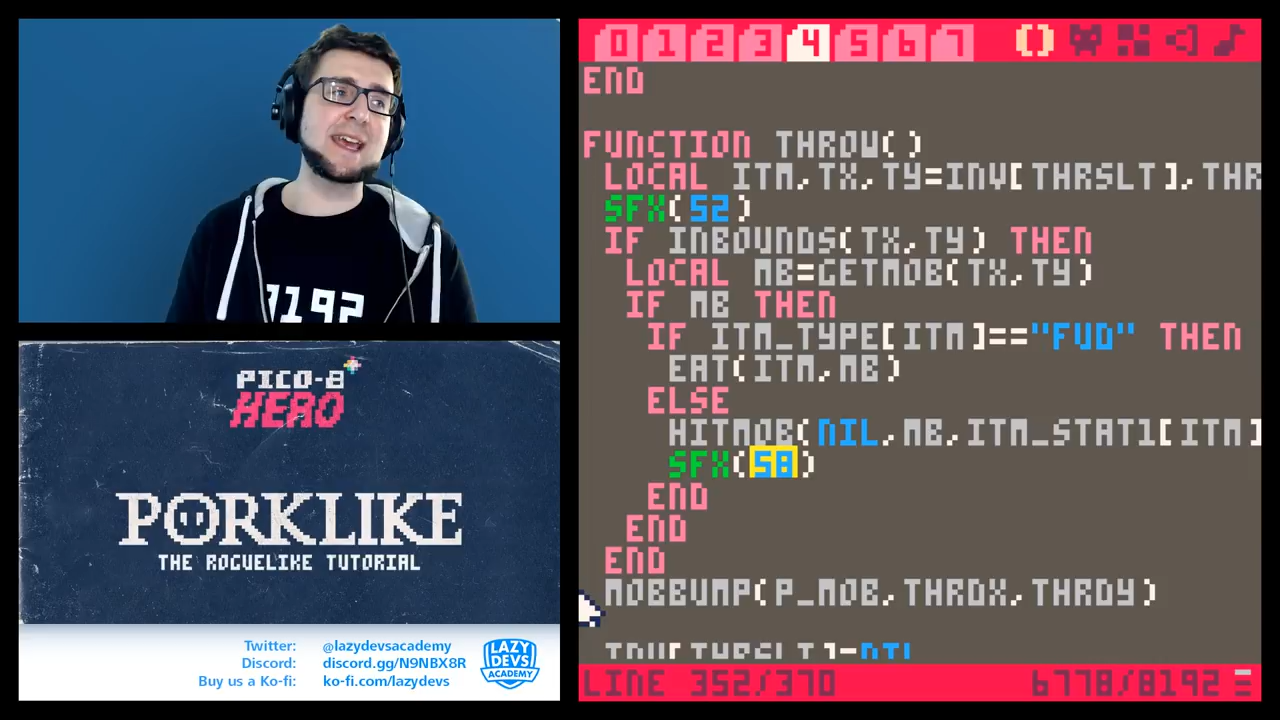 8192
PICO-8
HERO
PORKLIKE
THE ROGUELIKE TUTORIAL
Twitter: @lazydevsacademy
Discord: discord.gg/N9NBX8R
Buy us a Ko-fi: ko-fi.com/lazydevs
LAZY
DEVS
ACADEMY
0 1 2 3 4 5 6 7 ()
END
FUNCTION THROW()
LOCAL ITM,TX,TY=INV[THRSLT],THR
SFX(52)
IF INBOUNDS(TX,TY) THEN
LOCAL MB=GETMOB(TX,TY)
IF MB THEN
IF ITM_TYPE[ITM]=="FUD" THEN
EAT(ITM,MB)
ELSE
HITMOB(NIL,MB,ITM_STAT1[ITM]
SFX(58)
END
END
END
MOBBUMP(P_MOB,THRDX,THRDY)
INV[THRSLT]=NIL
LINE 352/370 6778/8192